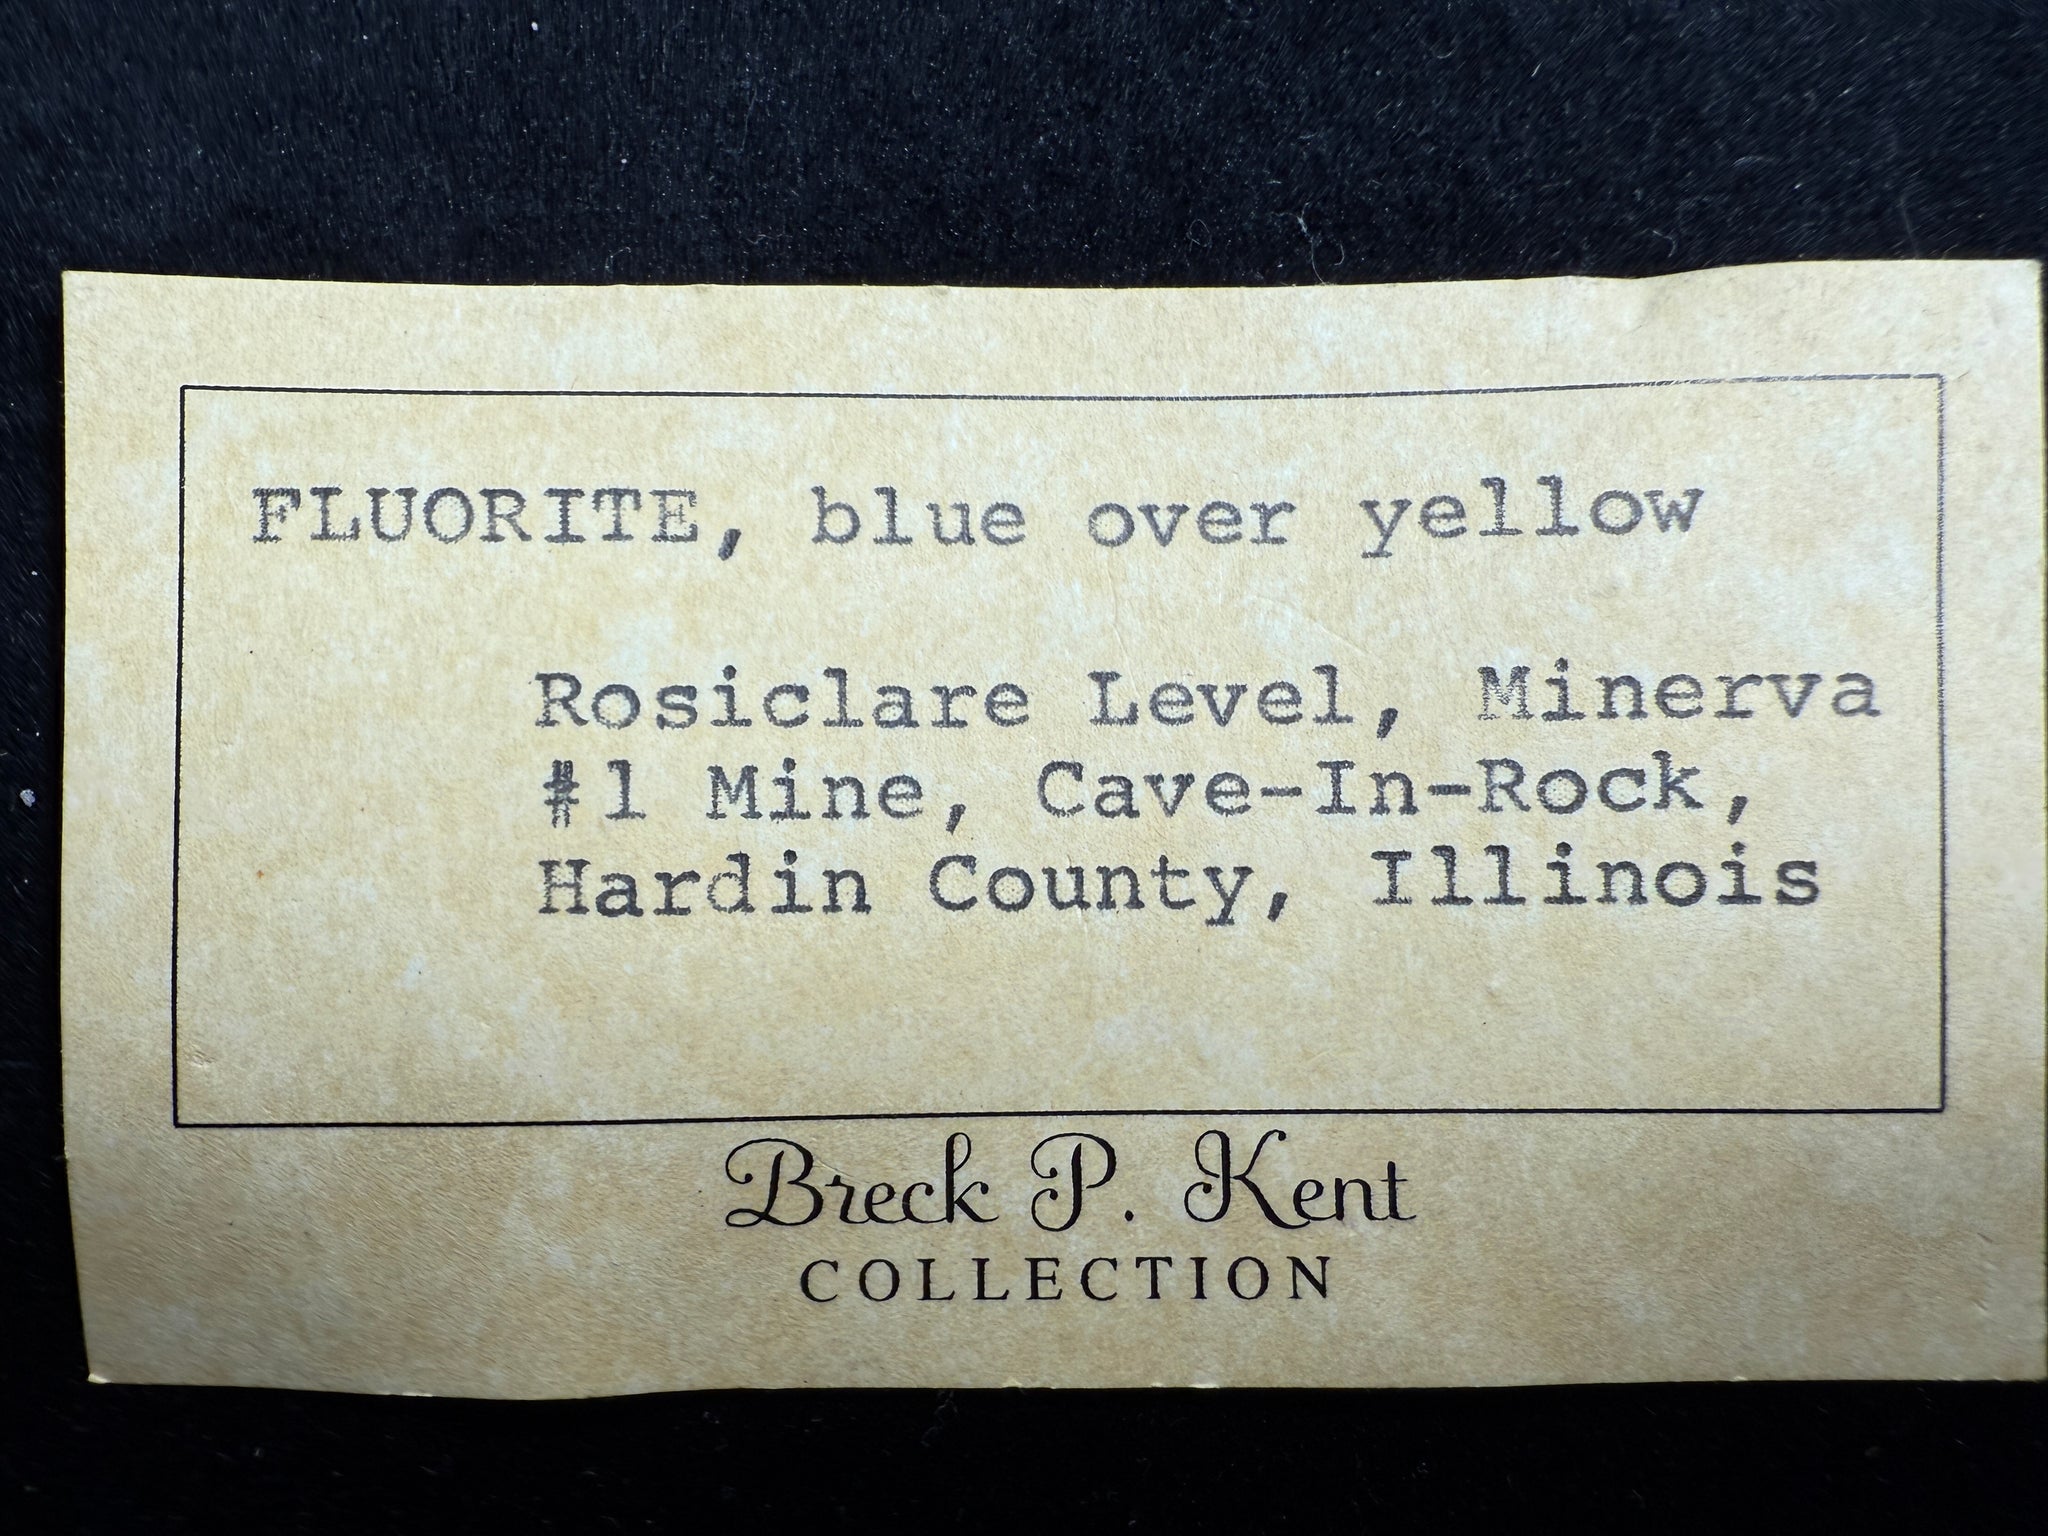 FLUORITE, blue over yellow
Rosiclare Level, Minerva
#1 Mine, Cave-In-Rock,
Hardin County, Illinois
Breck P. Kent
COLLECTION